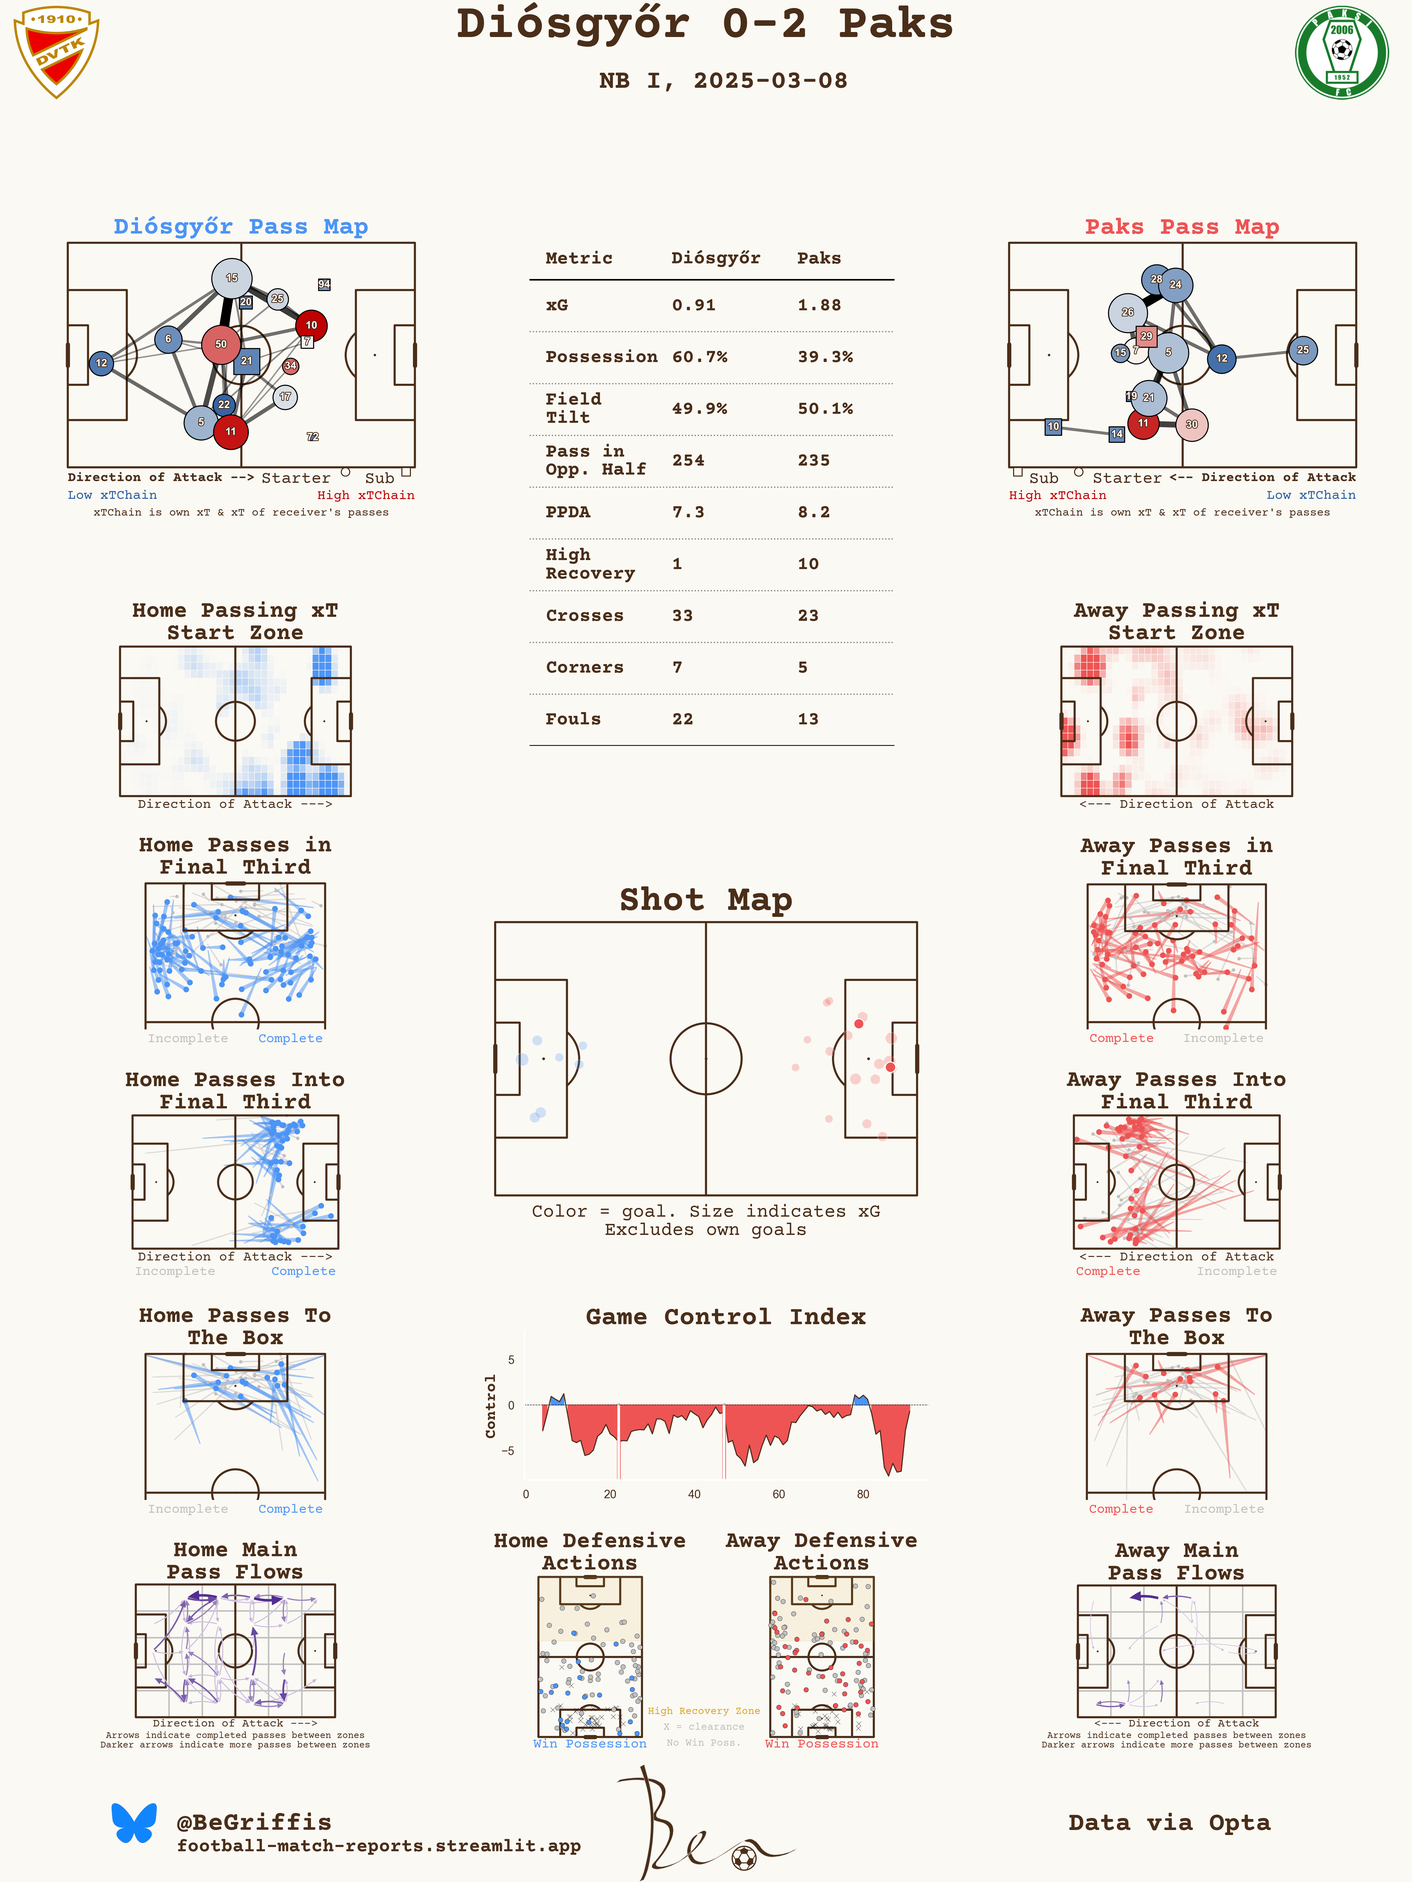 Diósgyőr 0-2 Paks
NB I, 2025-03-08
1910
DVTK
PAKSI
2006
1952
FC
Diósgyőr Pass Map
15
94
20
25
10
6
50
7
12
21
34
17
22
5
11
72
Direction of Attack --> Starter Sub
Low xTChain High xTChain
xTChain is own xT & xT of receiver's passes
Metric Diósgyőr Paks
xG 0.91 1.88
Possession 60.7% 39.3%
Field
Tilt 49.9% 50.1%
Pass in
Opp. Half 254 235
PPDA 7.3 8.2
High
Recovery 1 10
Crosses 33 23
Corners 7 5
Fouls 22 13
Paks Pass Map
28
24
26
29
15
7
5
12
25
19
21
11
30
10
14
Sub Starter <-- Direction of Attack
High xTChain Low xTChain
xTChain is own xT & xT of receiver's passes
Home Passing xT
Start Zone
Direction of Attack --->
Away Passing xT
Start Zone
<--- Direction of Attack
Home Passes in
Final Third
Incomplete Complete
Away Passes in
Final Third
Complete Incomplete
Shot Map
Color = goal. Size indicates xG
Excludes own goals
Home Passes Into
Final Third
Direction of Attack --->
Incomplete Complete
Away Passes Into
Final Third
<--- Direction of Attack
Complete Incomplete
Home Passes To
The Box
Incomplete Complete
Game Control Index
Control
5
0
−5
0 20 40 60 80
Away Passes To
The Box
Complete Incomplete
Home Main
Pass Flows
Direction of Attack --->
Arrows indicate completed passes between zones
Darker arrows indicate more passes between zones
Home Defensive
Actions
Win Possession
High Recovery Zone
X = clearance
No Win Poss.
Away Defensive
Actions
Win Possession
Away Main
Pass Flows
<--- Direction of Attack
Arrows indicate completed passes between zones
Darker arrows indicate more passes between zones
@BeGriffis
football-match-reports.streamlit.app
Ben
Data via Opta